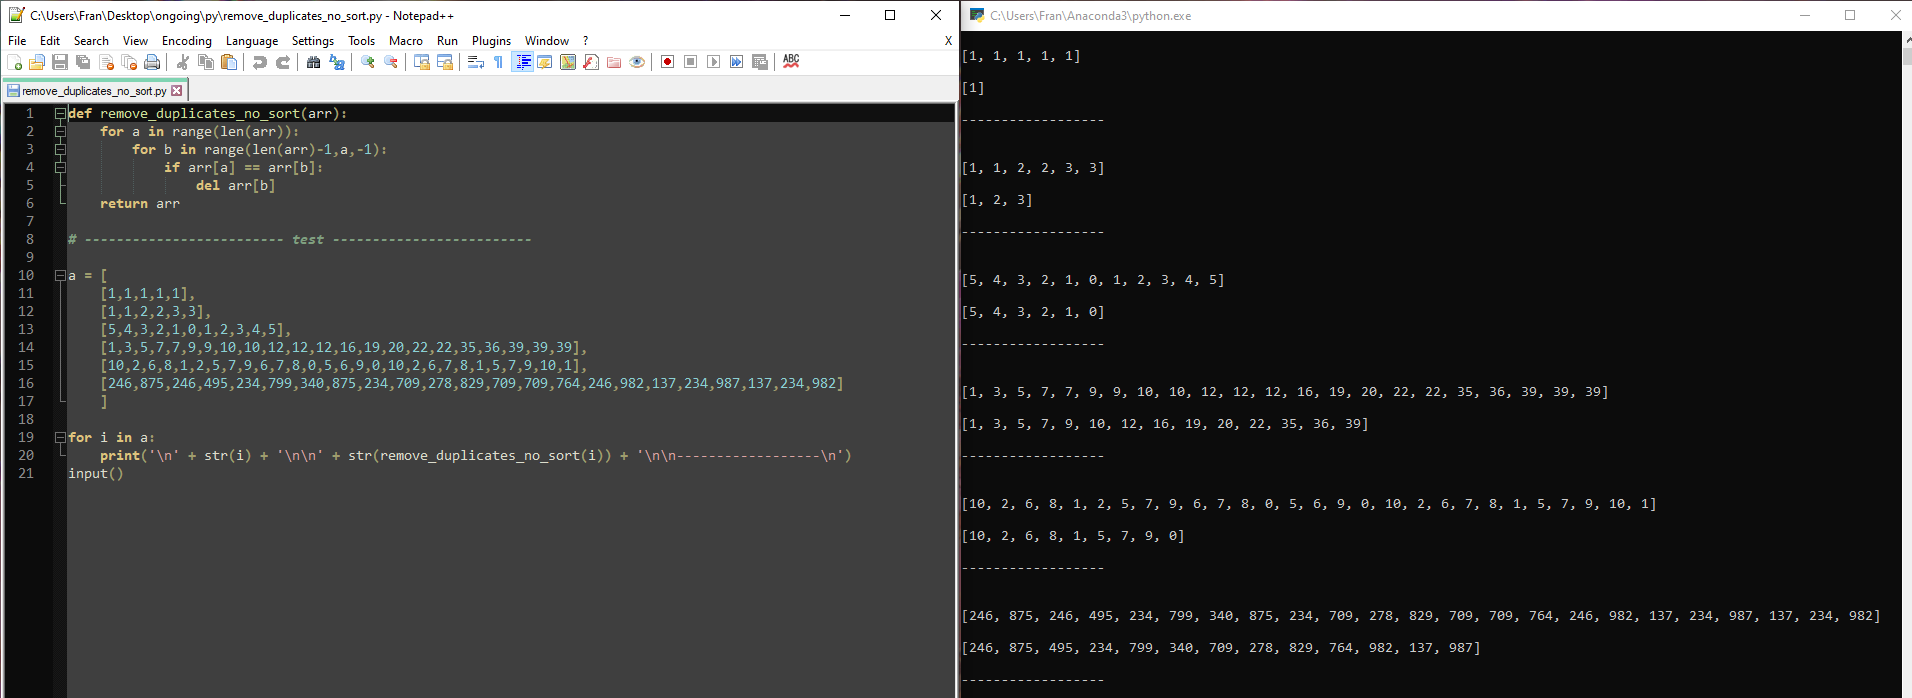 C:\Users\Fran\Desktop\ongoing\py\remove_duplicates_no_sort.py - Notepad++
File Edit Search View Encoding Language Settings Tools Macro Run Plugins Window ? X
ABC
remove_duplicates_no_sort.py
1 def remove_duplicates_no_sort(arr):
2     for a in range(len(arr)):
3         for b in range(len(arr)-1,a,-1):
4             if arr[a] == arr[b]:
5                 del arr[b]
6     return arr
7
8 # ------------------------- test -------------------------
9
10 a = [
11     [1,1,1,1,1],
12     [1,1,2,2,3,3],
13     [5,4,3,2,1,0,1,2,3,4,5],
14     [1,3,5,7,7,9,9,10,10,12,12,12,16,19,20,22,22,35,36,39,39,39],
15     [10,2,6,8,1,2,5,7,9,6,7,8,0,5,6,9,0,10,2,6,7,8,1,5,7,9,10,1],
16     [246,875,246,495,234,799,340,875,234,709,278,829,709,709,764,246,982,137,234,987,137,234,982]
17     ]
18
19 for i in a:
20     print('\n' + str(i) + '\n\n' + str(remove_duplicates_no_sort(i)) + '\n\n------------------\n')
21 input()
C:\Users\Fran\Anaconda3\python.exe
[1, 1, 1, 1, 1]
[1]
------------------
[1, 1, 2, 2, 3, 3]
[1, 2, 3]
------------------
[5, 4, 3, 2, 1, 0, 1, 2, 3, 4, 5]
[5, 4, 3, 2, 1, 0]
------------------
[1, 3, 5, 7, 7, 9, 9, 10, 10, 12, 12, 12, 16, 19, 20, 22, 22, 35, 36, 39, 39, 39]
[1, 3, 5, 7, 9, 10, 12, 16, 19, 20, 22, 35, 36, 39]
------------------
[10, 2, 6, 8, 1, 2, 5, 7, 9, 6, 7, 8, 0, 5, 6, 9, 0, 10, 2, 6, 7, 8, 1, 5, 7, 9, 10, 1]
[10, 2, 6, 8, 1, 5, 7, 9, 0]
------------------
[246, 875, 246, 495, 234, 799, 340, 875, 234, 709, 278, 829, 709, 709, 764, 246, 982, 137, 234, 987, 137, 234, 982]
[246, 875, 495, 234, 799, 340, 709, 278, 829, 764, 982, 137, 987]
------------------